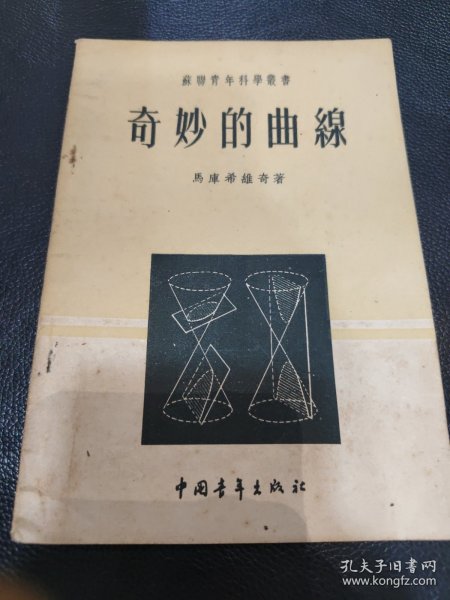 蘇聯青年科學叢書
奇妙的曲線
馬庫希維奇著
中国青年出版社
孔夫子旧书网
www.kongfz.com